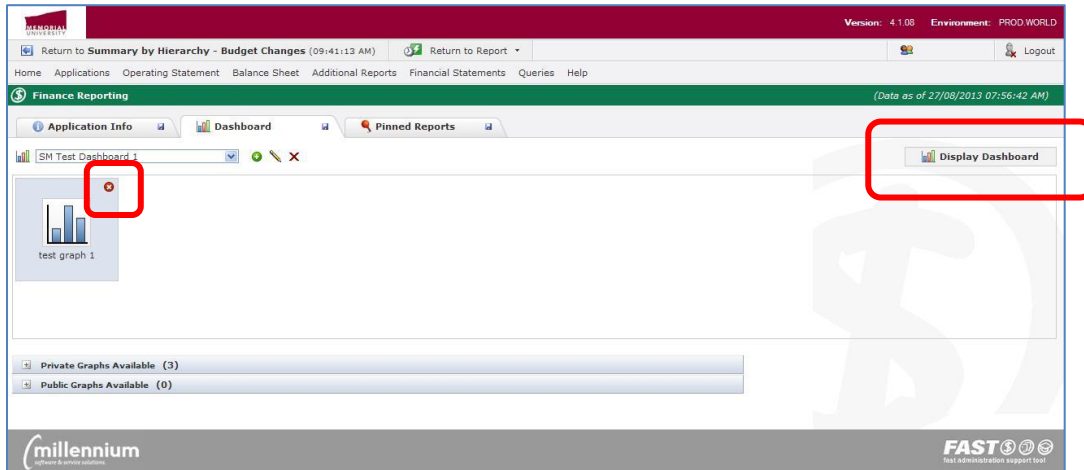 MEMORIAL
UNIVERSITY
Version: 4.1.08 Environment: PROD.WORLD
Return to Summary by Hierarchy - Budget Changes (09:41:13 AM) Return to Report
Logout
Home Applications Operating Statement Balance Sheet Additional Reports Financial Statements Queries Help
Finance Reporting (Data as of 27/08/2013 07:56:42 AM)
Application Info Dashboard Pinned Reports
SM Test Dashboard 1 Display Dashboard
test graph 1
Private Graphs Available (3)
Public Graphs Available (0)
millennium
software & service solutions
FAST
fast administration support tool